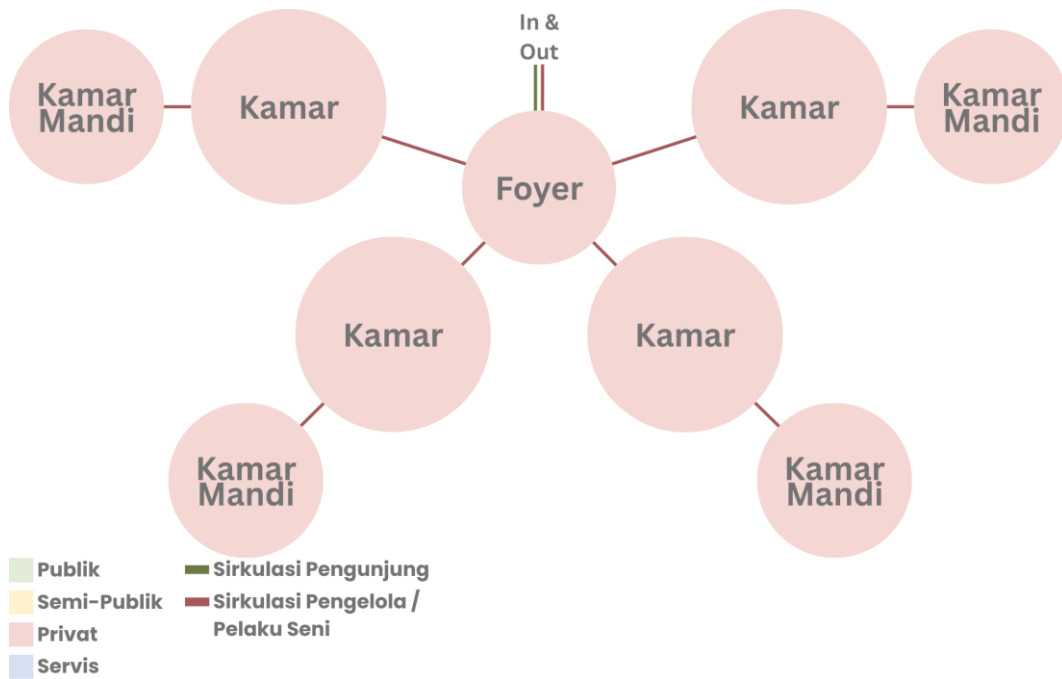 In &
Out
Kamar
Mandi
Kamar
Kamar
Kamar
Mandi
Foyer
Kamar
Kamar
Kamar
Mandi
Kamar
Mandi
Publik
Semi-Publik
Privat
Servis
Sirkulasi Pengunjung
Sirkulasi Pengelola /
Pelaku Seni